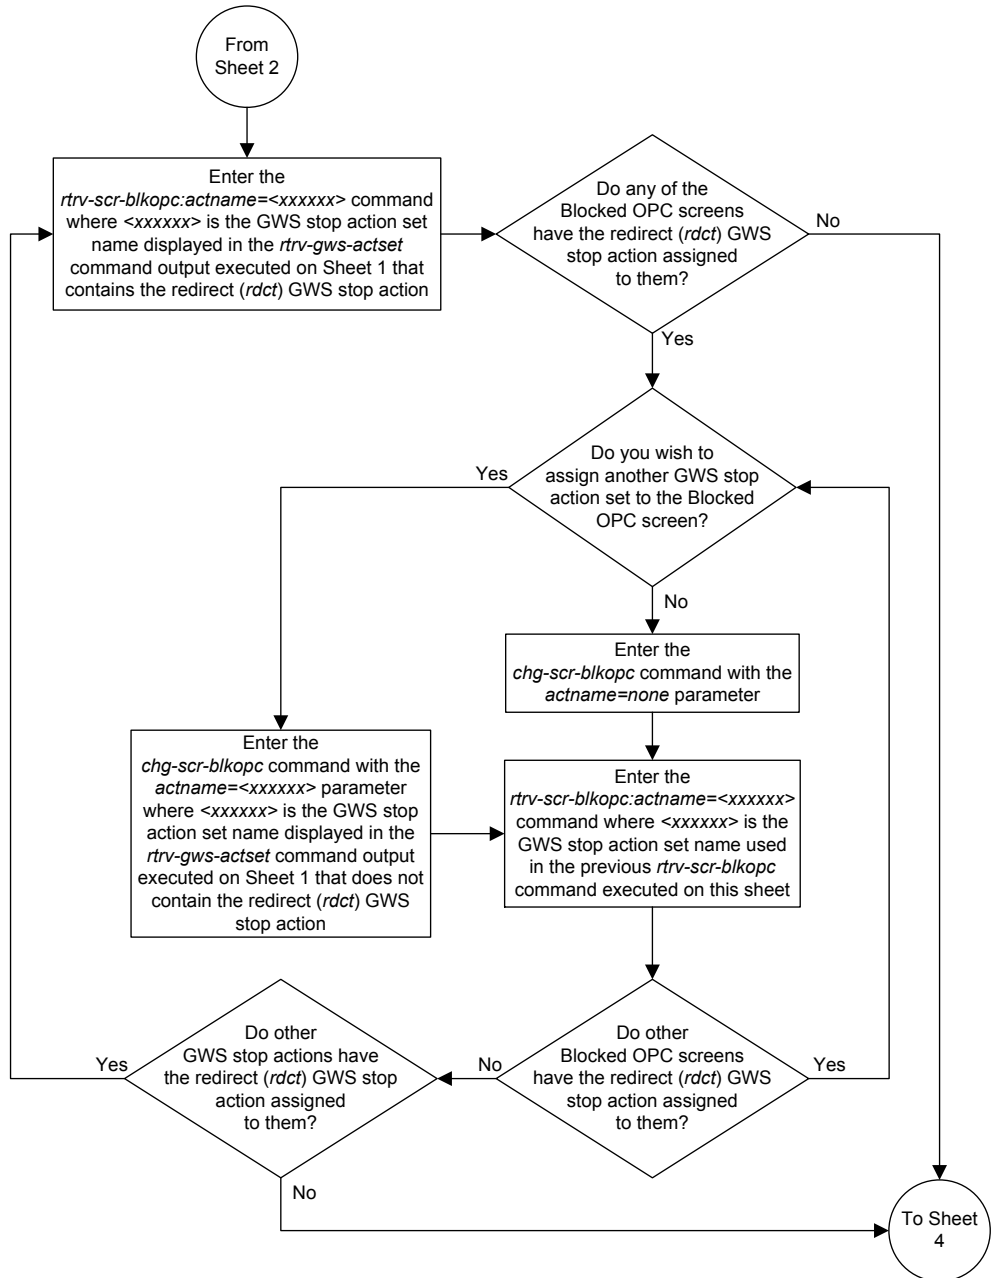 From
Sheet 2
Enter the
rtrv-scr-blkopc:actname=<xxxxxx> command
where <xxxxxx> is the GWS stop action set
name displayed in the rtrv-gws-actset
command output executed on Sheet 1 that
contains the redirect (rdct) GWS stop action
Do any of the
Blocked OPC screens
have the redirect (rdct) GWS
stop action assigned
to them?
No
Yes
Do you wish to
assign another GWS stop
action set to the Blocked
OPC screen?
Yes
No
Enter the
chg-scr-blkopc command with the
actname=none parameter
Enter the
chg-scr-blkopc command with the
actname=<xxxxxx> parameter
where <xxxxxx> is the GWS stop
action set name displayed in the
rtrv-gws-actset command output
executed on Sheet 1 that does not
contain the redirect (rdct) GWS
stop action
Enter the
rtrv-scr-blkopc:actname=<xxxxxx>
command where <xxxxxx> is the
GWS stop action set name used
in the previous rtrv-scr-blkopc
command executed on this sheet
Do other
Blocked OPC screens
have the redirect (rdct) GWS
stop action assigned
to them?
Yes
No
Do other
GWS stop actions have
the redirect (rdct) GWS stop
action assigned
to them?
Yes
No
To Sheet
4